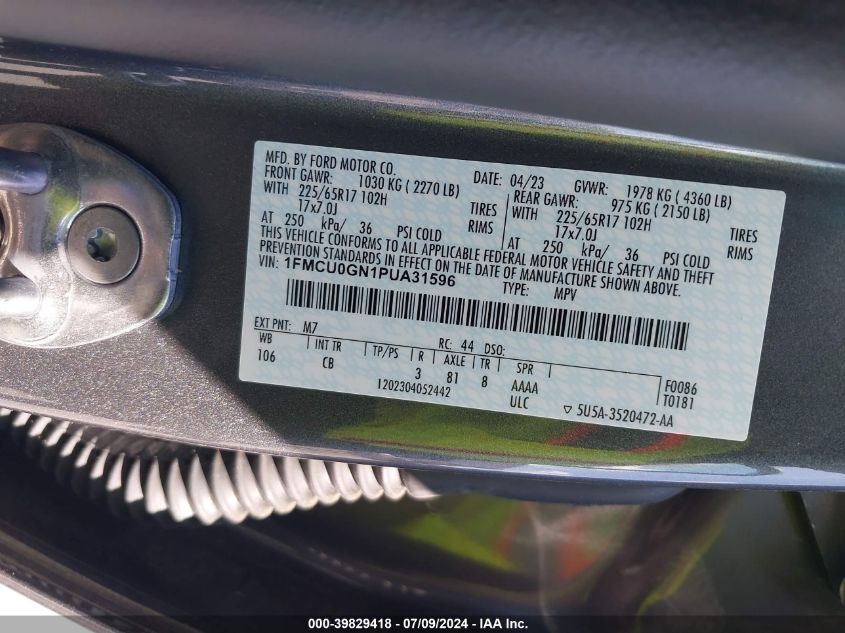 MFD. BY FORD MOTOR CO. DATE: 04/23 GVWR: 1978 KG ( 4360 LB)
FRONT GAWR: 1030 KG ( 2270 LB) REAR GAWR: 975 KG ( 2150 LB)
WITH 225/65R17 102H TIRES WITH 225/65R17 102H TIRES
17x7.0J RIMS 17x7.0J RIMS
AT 250 kPa/ 36 PSI COLD AT 250 kPa/ 36 PSI COLD
THIS VEHICLE CONFORMS TO ALL APPLICABLE FEDERAL MOTOR VEHICLE SAFETY AND THEFT
PREVENTION STANDARDS IN EFFECT ON THE DATE OF MANUFACTURE SHOWN ABOVE.
VIN: 1FMCU0GN1PUA31596 TYPE: MPV
EXT PNT: M7 RC: 44 DSO:
WB INT TR TP/PS R AXLE TR SPR
106 CB 3 81 8 AAAA F0086
ULC T0181
1202304052442 ▽ 5U5A-3520472-AA
000-39829418 - 07/09/2024 - IAA Inc.